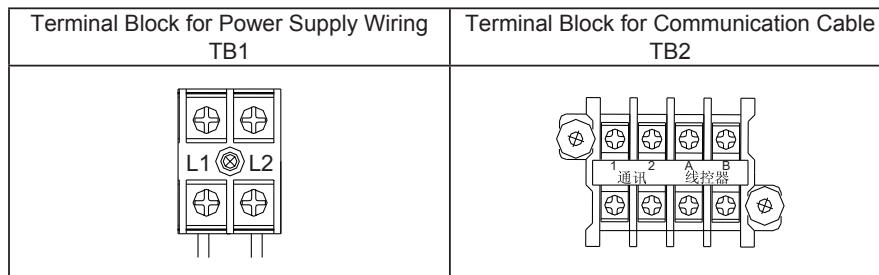 Terminal Block for Power Supply Wiring
TB1
Terminal Block for Communication Cable
TB2
L1 L2
1 2 A B
通讯 线控器